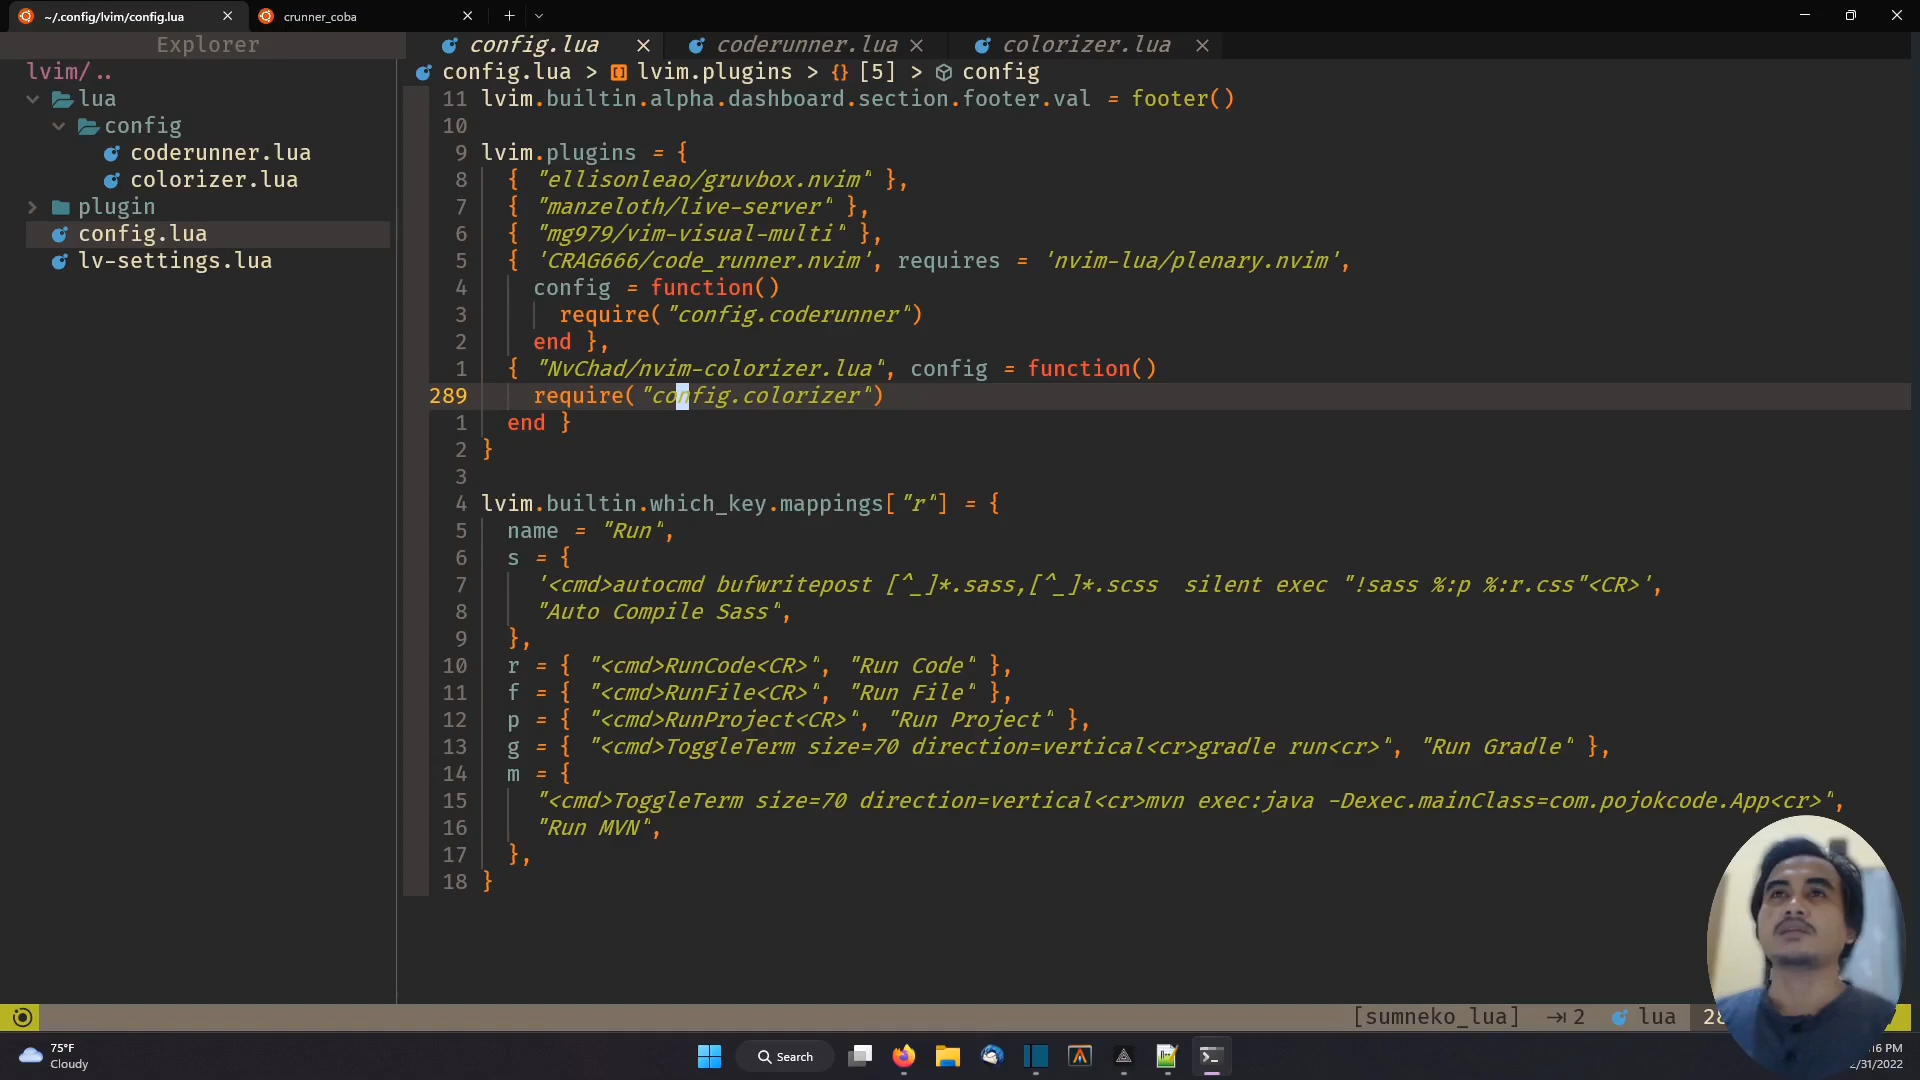 ~/.config/lvim/config.lua
crunner_coba
Explorer
config.lua
coderunner.lua
colorizer.lua
lvim/..
lua
config
coderunner.lua
colorizer.lua
plugin
config.lua
lv-settings.lua
config.lua > lvim.plugins > {} [5] > config
11 lvim.builtin.alpha.dashboard.section.footer.val = footer()
10
9 lvim.plugins = {
8 { "ellisonleao/gruvbox.nvim" },
7 { "manzeloth/live-server" },
6 { "mg979/vim-visual-multi" },
5 { 'CRAG666/code_runner.nvim', requires = 'nvim-lua/plenary.nvim',
4 config = function()
3 require("config.coderunner")
2 end },
1 { "NvChad/nvim-colorizer.lua", config = function()
289 require("config.colorizer")
1 end }
2 }
3
4 lvim.builtin.which_key.mappings["r"] = {
5 name = "Run",
6 s = {
7 '<cmd>autocmd bufwritepost [^_]*.sass,[^_]*.scss  silent exec "!sass %:p %:r.css"<CR>',
8 "Auto Compile Sass",
9 },
10 r = { "<cmd>RunCode<CR>", "Run Code" },
11 f = { "<cmd>RunFile<CR>", "Run File" },
12 p = { "<cmd>RunProject<CR>", "Run Project" },
13 g = { "<cmd>ToggleTerm size=70 direction=vertical<cr>gradle run<cr>", "Run Gradle" },
14 m = {
15 "<cmd>ToggleTerm size=70 direction=vertical<cr>mvn exec:java -Dexec.mainClass=com.pojokcode.App<cr>",
16 "Run MVN",
17 },
18 }
[sumneko_lua] 2 lua
75°F
Cloudy
Search
16 PM
/31/2022